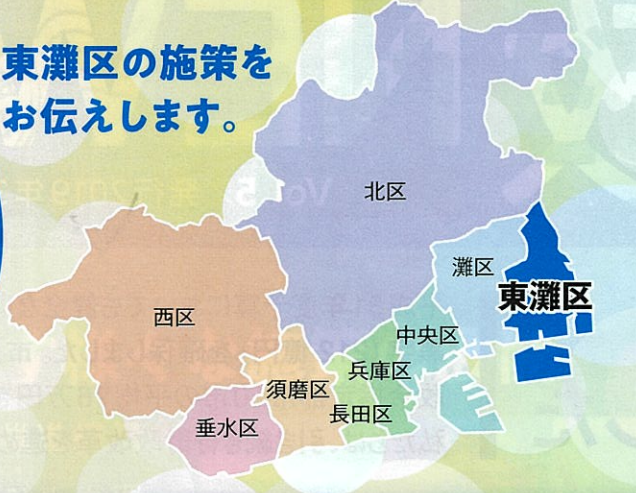 東灘区の施策を
お伝えします。
北区
灘区
東灘区
西区
中央区
兵庫区
須磨区
長田区
垂水区